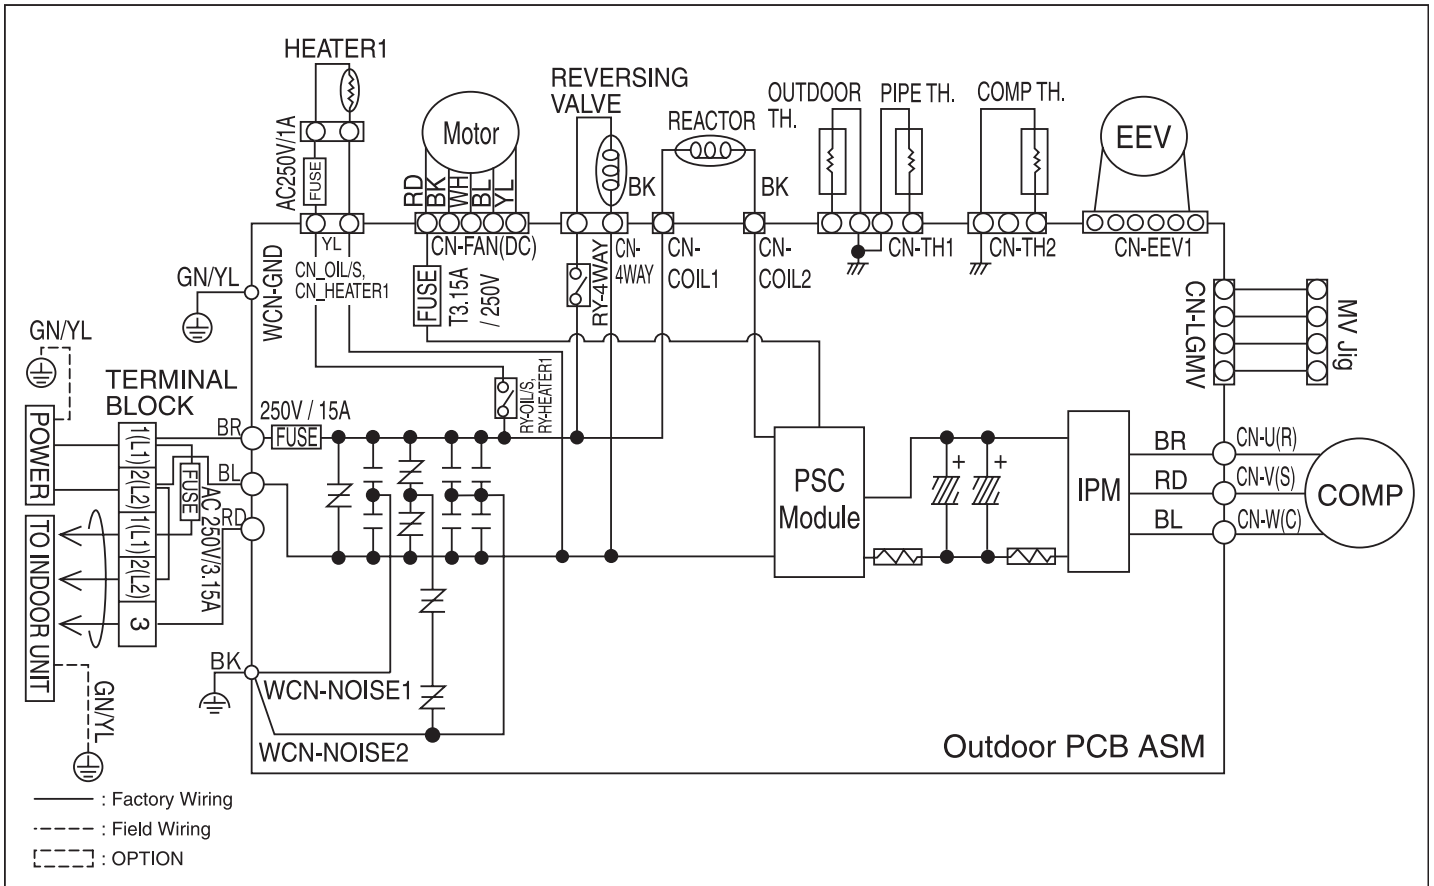 HEATER1
AC250V/1A
FUSE
YL
CN_OIL/S,
CN_HEATER1
Motor
RD
BK
WH
BL
YL
CN-FAN(DC)
FUSE
T3.15A
/ 250V
REVERSING
VALVE
RY-4WAY
CN-
4WAY
REACTOR
BK
BK
CN-
COIL1
CN-
COIL2
OUTDOOR
TH.
PIPE TH.
CN-TH1
COMP TH.
CN-TH2
EEV
CN-EEV1
CN-LGMV
MV Jig
GN/YL
WCN-GND
GN/YL
TERMINAL
BLOCK
POWER
TO INDOOR UNIT
1(L1)
2(L2)
1(L1)
2(L2)
3
FUSE
AC 250V/3.15A
BR
BL
RD
250V / 15A
FUSE
RY-OIL/S,
RY-HEATER1
PSC
Module
+
+
IPM
BR
RD
BL
CN-U(R)
CN-V(S)
CN-W(C)
COMP
BK
WCN-NOISE1
WCN-NOISE2
GN/YL
Outdoor PCB ASM
: Factory Wiring
: Field Wiring
: OPTION